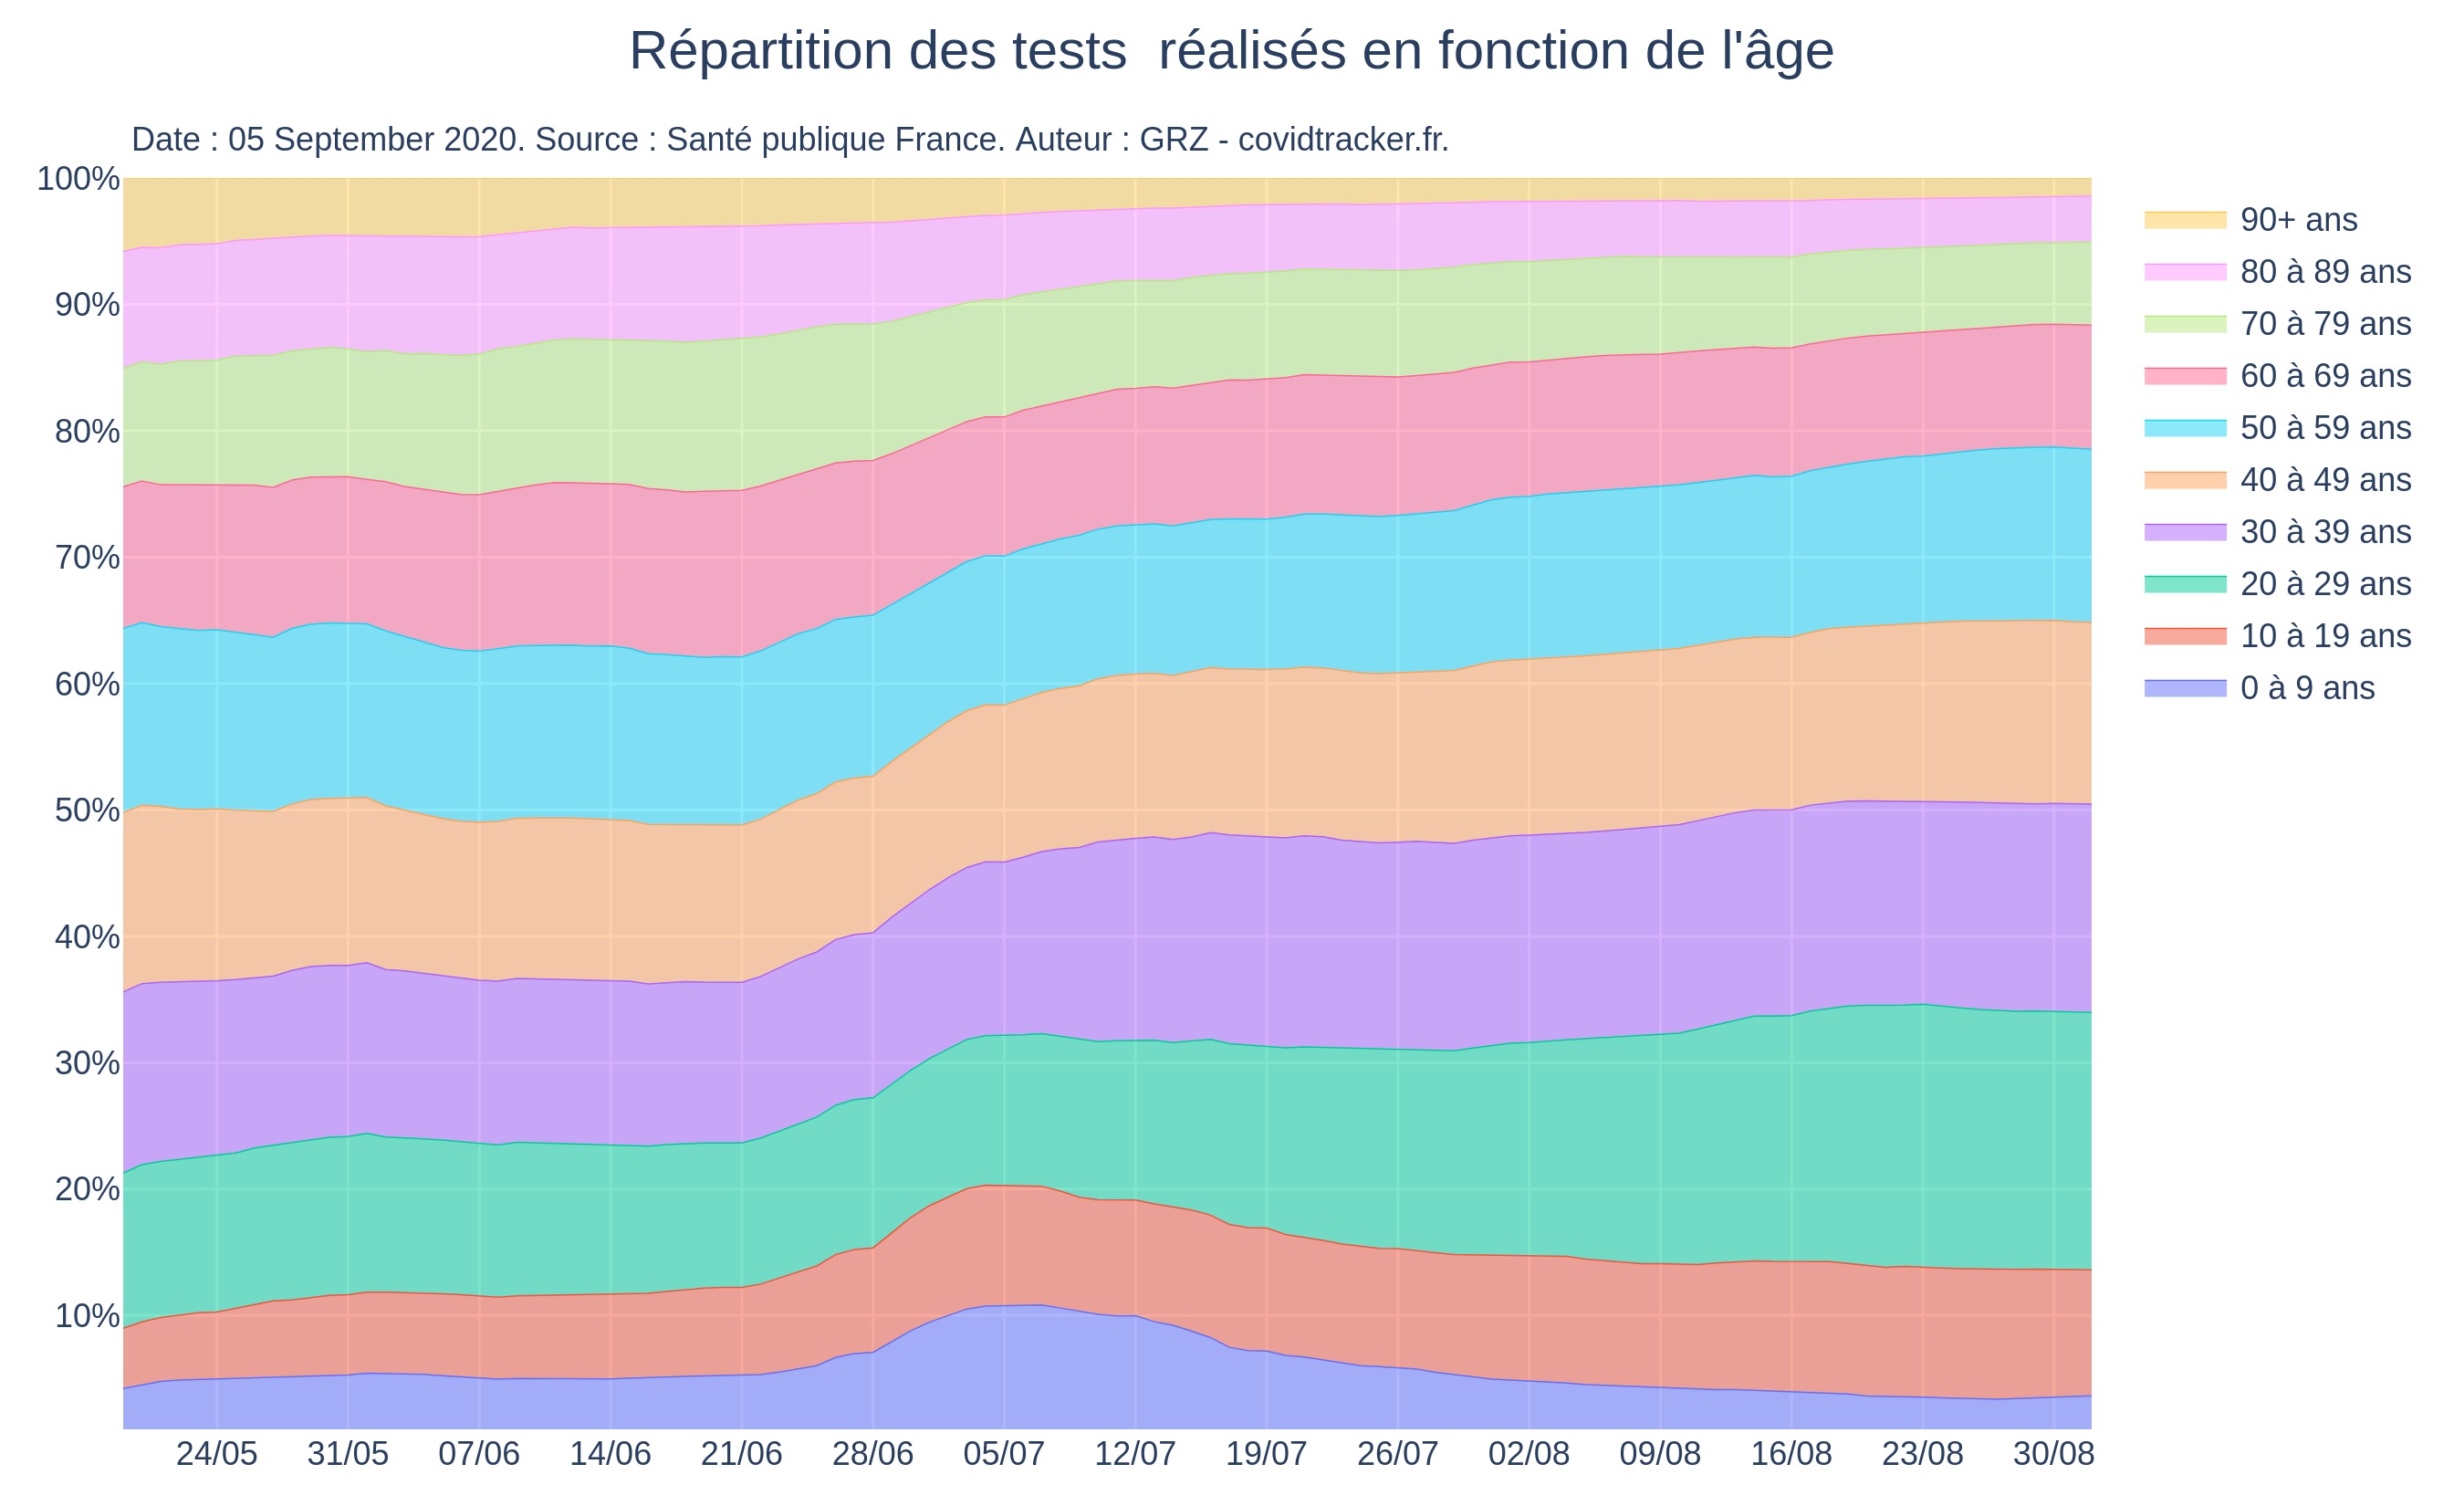 Répartition des tests  réalisés en fonction de l'âge
Date : 05 September 2020. Source : Santé publique France. Auteur : GRZ - covidtracker.fr.
100%
90%
80%
70%
60%
50%
40%
30%
20%
10%
24/05 31/05 07/06 14/06 21/06 28/06 05/07 12/07 19/07 26/07 02/08 09/08 16/08 23/08 30/08
90+ ans
80 à 89 ans
70 à 79 ans
60 à 69 ans
50 à 59 ans
40 à 49 ans
30 à 39 ans
20 à 29 ans
10 à 19 ans
0 à 9 ans